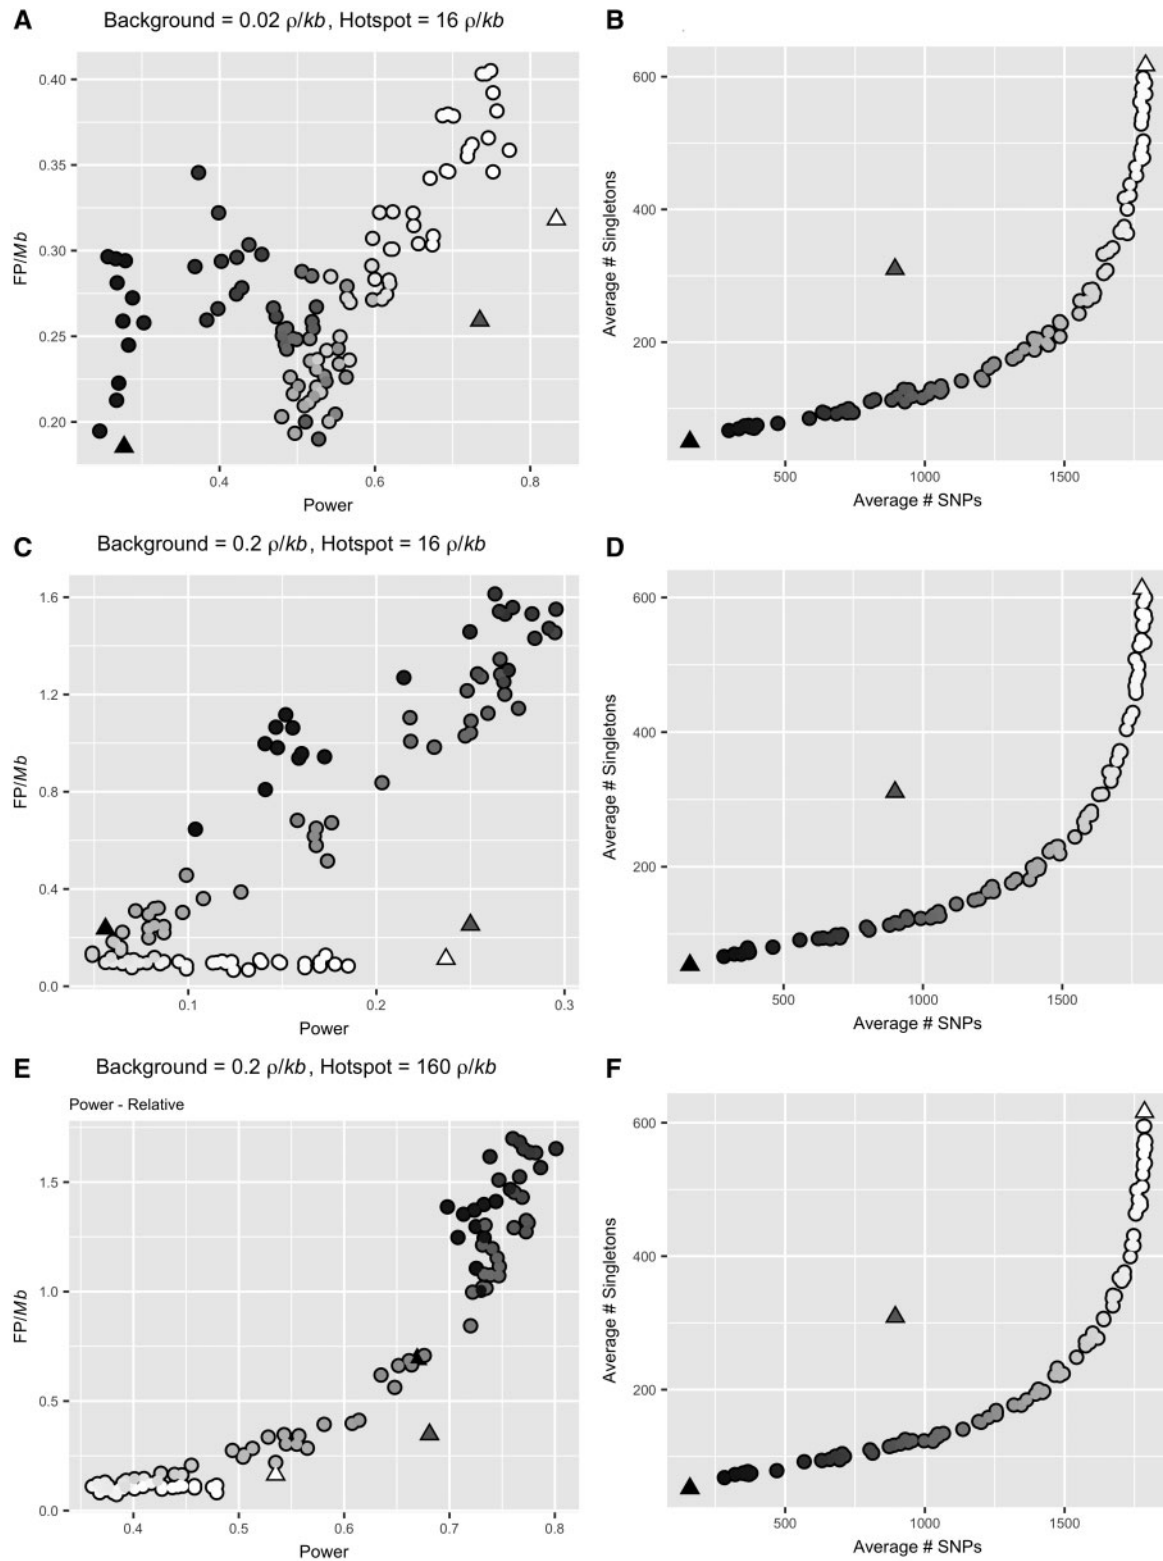 A
Background = 0.02 ρ/kb, Hotspot = 16 ρ/kb
FP/Mb
0.40
0.35
0.30
0.25
0.20
0.4
0.6
0.8
Power
B
Average # Singletons
600
400
200
500
1000
1500
Average # SNPs
C
Background = 0.2 ρ/kb, Hotspot = 16 ρ/kb
FP/Mb
1.6
1.2
0.8
0.4
0.0
0.1
0.2
0.3
Power
D
Average # Singletons
600
400
200
500
1000
1500
Average # SNPs
E
Background = 0.2 ρ/kb, Hotspot = 160 ρ/kb
Power - Relative
FP/Mb
1.5
1.0
0.5
0.0
0.4
0.5
0.6
0.7
0.8
Power
F
Average # Singletons
600
400
200
500
1000
1500
Average # SNPs